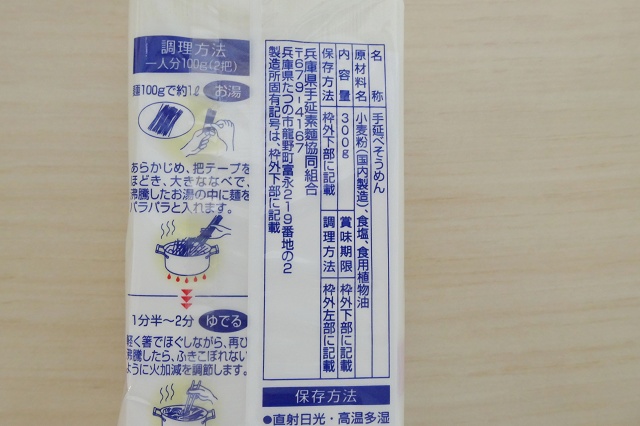 調理方法
一人分100g(2把)
麺100gで約1ℓ お湯
あらかじめ、把テープを
ほどき、大きななべで、
沸騰したお湯の中に麺を
パラパラと入れます。
1分半〜2分 ゆでる
軽く箸でほぐしながら、再び
沸騰したら、ふきこぼれない
ように火加減を調節します。
名称 手延べそうめん
原材料名 小麦粉(国内製造)、食塩、食用植物油
内容量 300g 賞味期限 枠外下部に記載
保存方法 枠外下部に記載 調理方法 枠外左部に記載
兵庫県手延素麺協同組合
〒679-4167
兵庫県たつの市龍野町富永219番地の2
製造所固有記号は、枠外下部に記載
保存方法
●直射日光・高温多湿